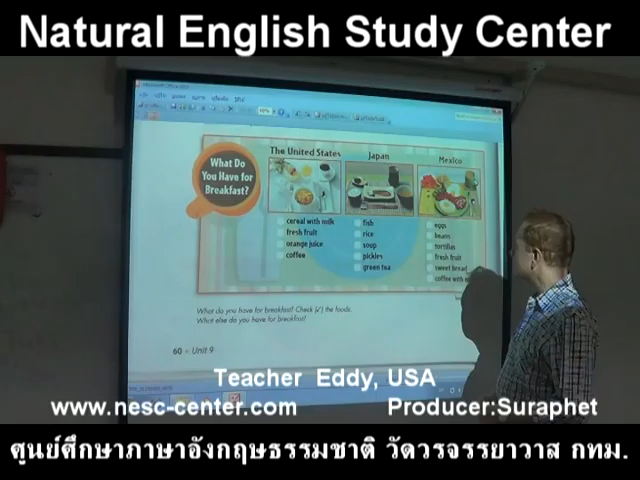 Natural English Study Center
What Do
You Have for
Breakfast?
The United States
cereal with milk
fresh fruit
orange juice
coffee
Japan
fish
rice
soup
pickles
green tea
Mexico
eggs
beans
tortillas
fresh fruit
sweet bread
coffee with
What do you have for breakfast? Check [✓] the foods.
What else do you have for breakfast?
60 • Unit 9
Teacher Eddy, USA
www.nesc-center.com
Producer:Suraphet
ศูนย์ศึกษาภาษาอังกฤษธรรมชาติ วัดวรจรรยาวาส กทม.